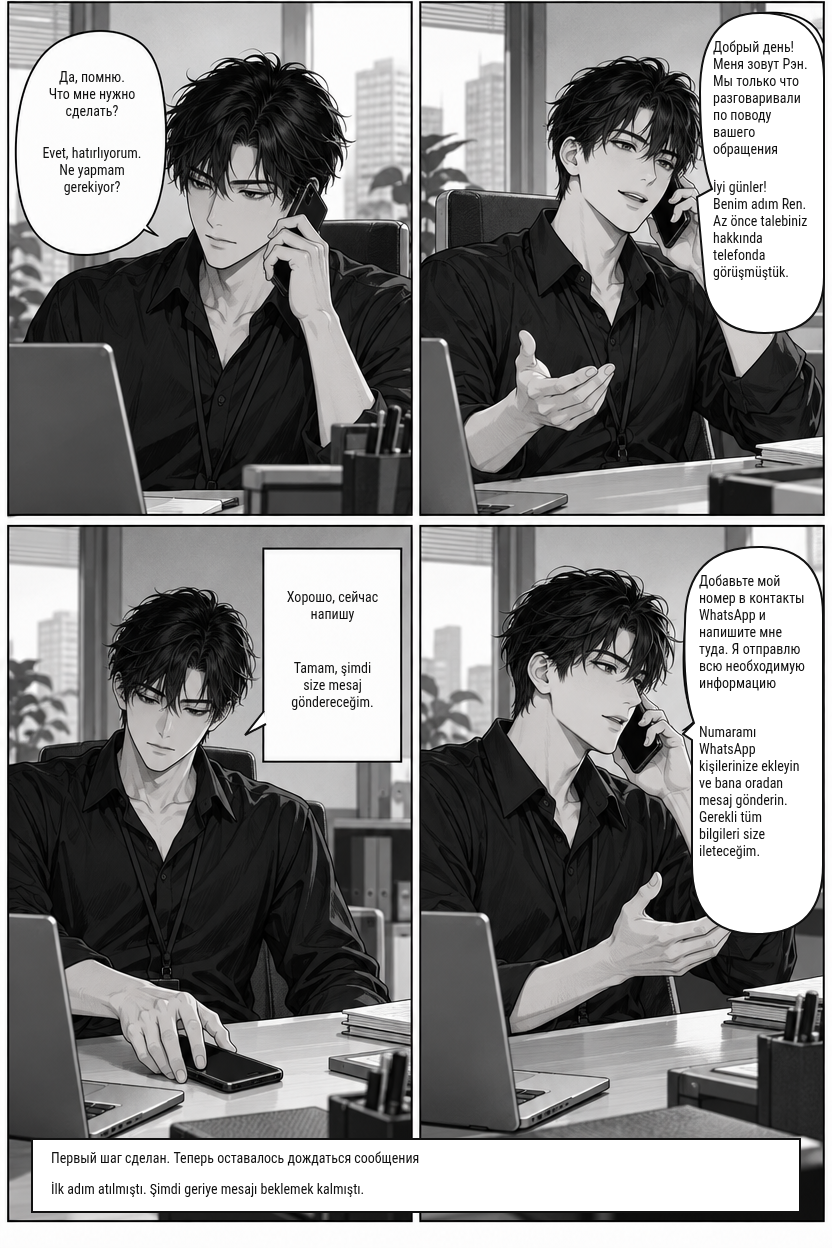 Да, помню.
Что мне нужно
сделать?
Evet, hatırlıyorum.
Ne yapmam
gerekiyor?
Добрый день!
Меня зовут Рэн.
Мы только что
разговаривали
по поводу
вашего
обращения
İyi günler!
Benim adım Ren.
Az önce talebiniz
hakkında
telefonda
görüşmüştük.
Хорошо, сейчас
напишу
Tamam, şimdi
size mesaj
göndereceğim.
Добавьте мой
номер в контакты
WhatsApp и
напишите мне
туда. Я отправлю
всю необходимую
информацию
Numaramı
WhatsApp
kişilerinize ekleyin
ve bana oradan
mesaj gönderin.
Gerekli tüm
bilgileri size
ileteceğim.
Первый шаг сделан. Теперь оставалось дождаться сообщения
İlk adım atılmıştı. Şimdi geriye mesajı beklemek kalmıştı.